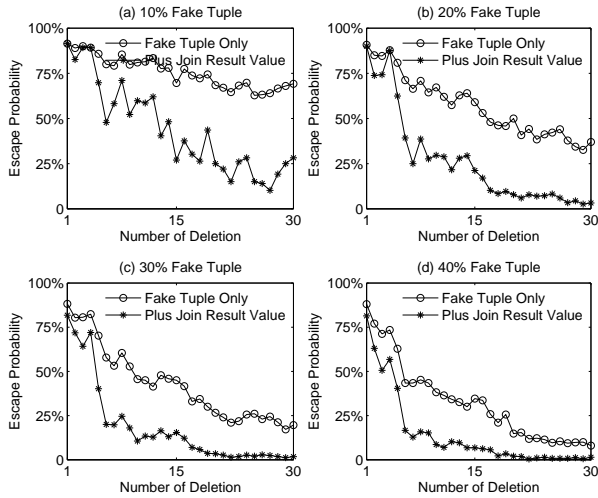 (a) 10% Fake Tuple
100%
75%
50%
25%
0
Escape Probability
Fake Tuple Only
Plus Join Result Value
1
15
30
Number of Deletion
(b) 20% Fake Tuple
100%
75%
50%
25%
0
Escape Probability
Fake Tuple Only
Plus Join Result Value
1
15
30
Number of Deletion
(c) 30% Fake Tuple
100%
75%
50%
25%
0
Escape Probability
Fake Tuple Only
Plus Join Result Value
1
15
30
Number of Deletion
(d) 40% Fake Tuple
100%
75%
50%
25%
0
Escape Probability
Fake Tuple Only
Plus Join Result Value
1
15
30
Number of Deletion